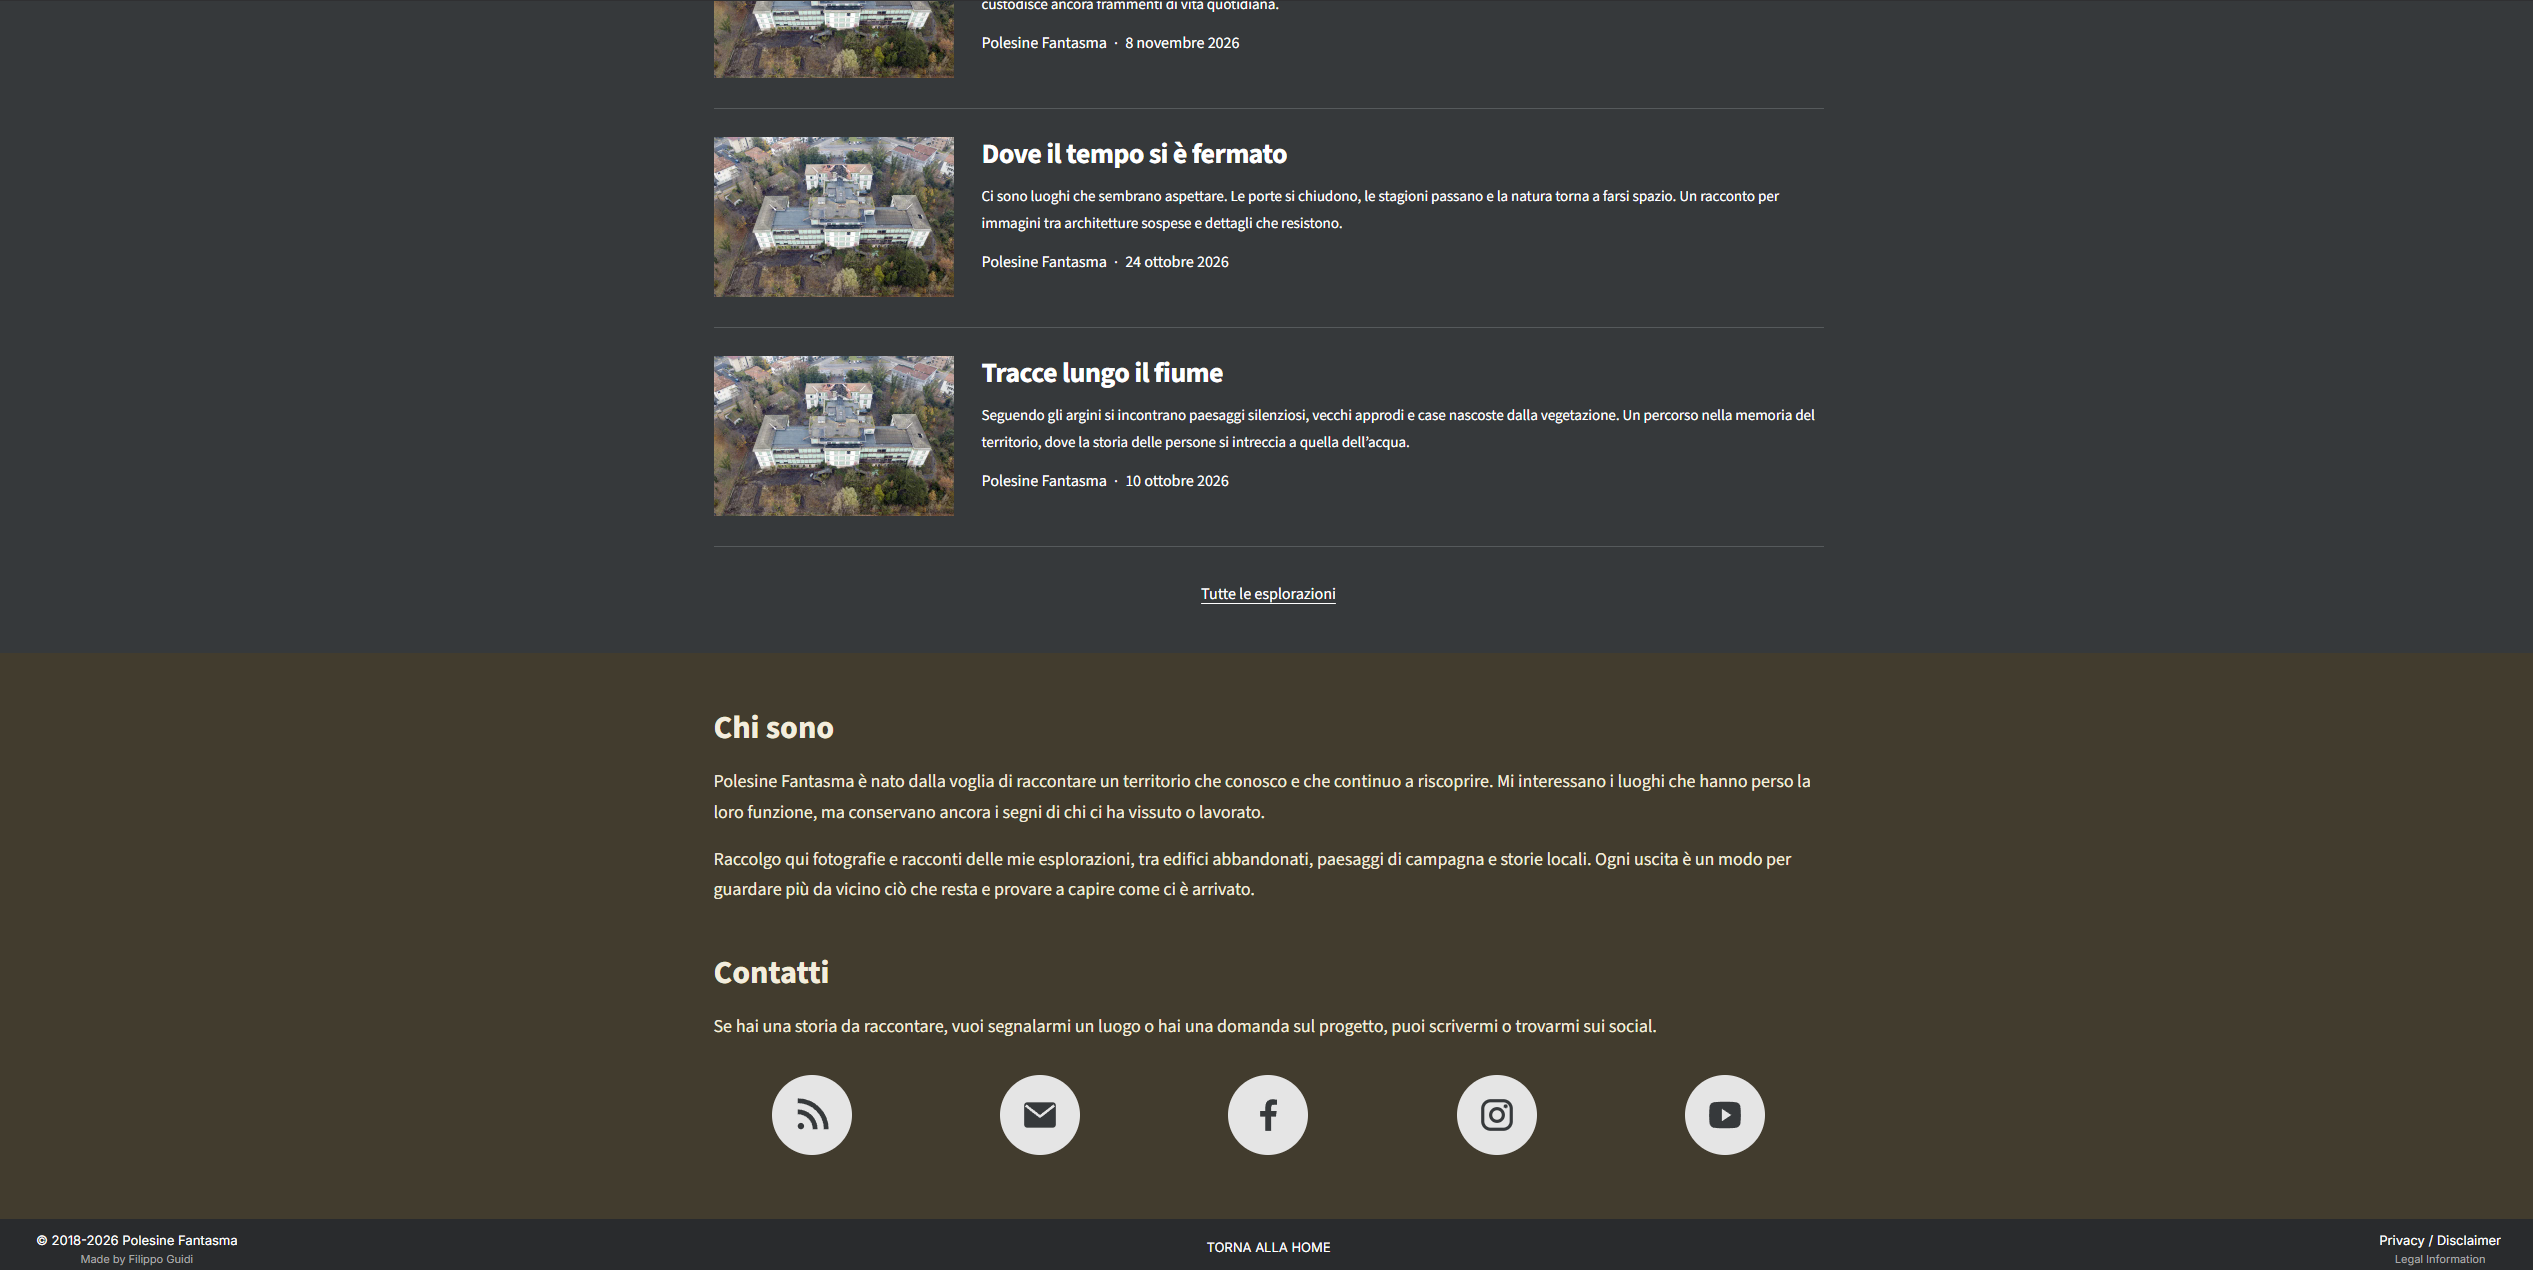 custodisce ancora frammenti di vita quotidiana.
Polesine Fantasma · 8 novembre 2026
Dove il tempo si è fermato
Ci sono luoghi che sembrano aspettare. Le porte si chiudono, le stagioni passano e la natura torna a farsi spazio. Un racconto per
immagini tra architetture sospese e dettagli che resistono.
Polesine Fantasma · 24 ottobre 2026
Tracce lungo il fiume
Seguendo gli argini si incontrano paesaggi silenziosi, vecchi approdi e case nascoste dalla vegetazione. Un percorso nella memoria del
territorio, dove la storia delle persone si intreccia a quella dell’acqua.
Polesine Fantasma · 10 ottobre 2026
Tutte le esplorazioni
Chi sono
Polesine Fantasma è nato dalla voglia di raccontare un territorio che conosco e che continuo a riscoprire. Mi interessano i luoghi che hanno perso la
loro funzione, ma conservano ancora i segni di chi ci ha vissuto o lavorato.
Raccolgo qui fotografie e racconti delle mie esplorazioni, tra edifici abbandonati, paesaggi di campagna e storie locali. Ogni uscita è un modo per
guardare più da vicino ciò che resta e provare a capire come ci è arrivato.
Contatti
Se hai una storia da raccontare, vuoi segnalarmi un luogo o hai una domanda sul progetto, puoi scrivermi o trovarmi sui social.
© 2018-2026 Polesine Fantasma
Made by Filippo Guidi
TORNA ALLA HOME
Privacy / Disclaimer
Legal Information